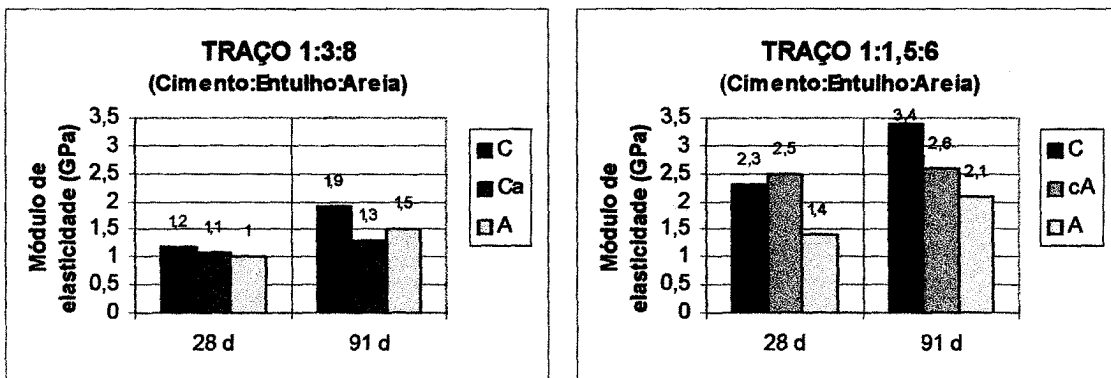 TRAÇO 1:3:8
(Cimento:Entulho:Areia)
Módulo de
elasticidade (GPa)
3,5
3
2,5
2
1,5
1
0,5
0
1,2
1,1
1
1,9
1,3
1,5
28 d
91 d
C
Ca
A
TRAÇO 1:1,5:6
(Cimento:Entulho:Areia)
Módulo de
elasticidade (GPa)
3,5
3
2,5
2
1,5
1
0,5
0
2,3
2,5
1,4
3,4
2,6
2,1
28 d
91 d
C
cA
A